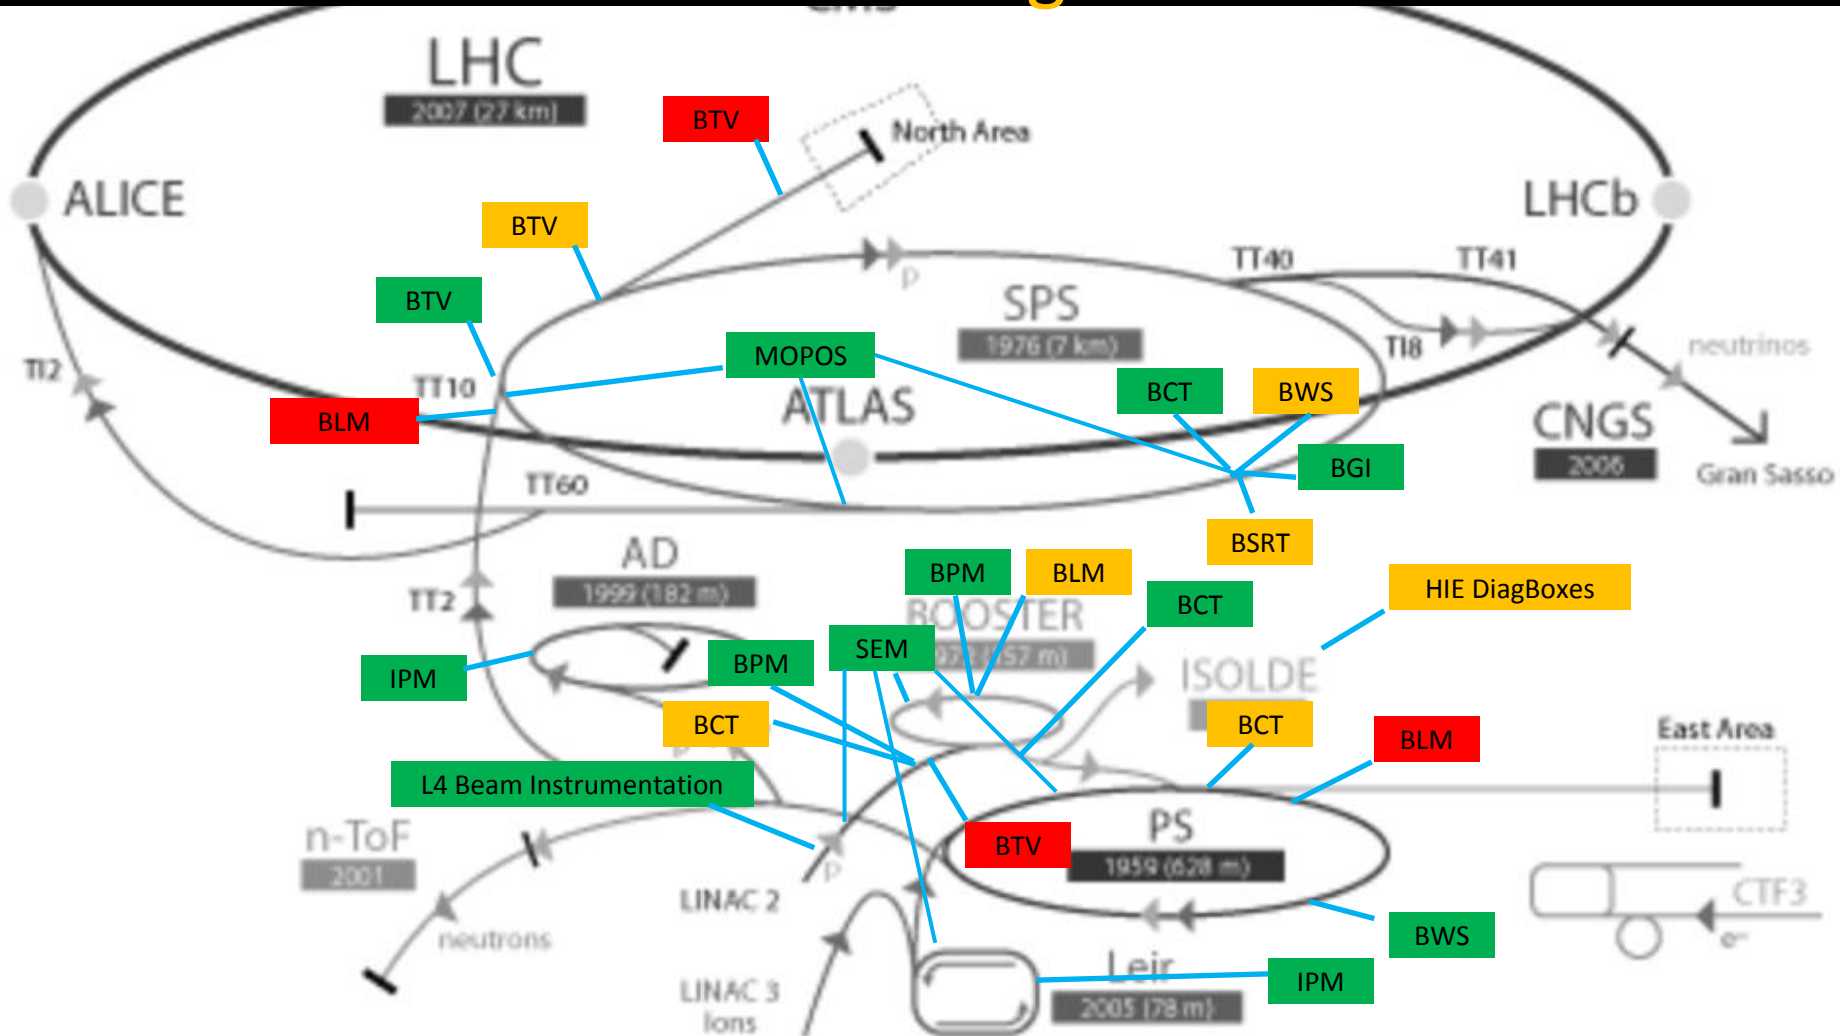 CMS
LHC
2007 (27 km)
BTV
North Area
ALICE
LHCb
BTV
TT40
TT41
p
BTV
SPS
1976 (7 km)
MOPOS
TI8
neutrinos
TI2
TT10
BCT
BWS
ATLAS
BLM
CNGS
2006
BGI
Gran Sasso
TT60
BSRT
AD
1999 (182 m)
BPM
BLM
HIE DiagBoxes
TT2
BCT
BOOSTER
157 m)
SEM
IPM
BPM
ISOLDE
BCT
BCT
BLM
East Area
L4 Beam Instrumentation
n-ToF
2001
PS
BTV
1959 (628 m)
p
LINAC 2
CTF3
neutrons
BWS
e-
Leir
IPM
LINAC 3
Ions
2005 (78 m)